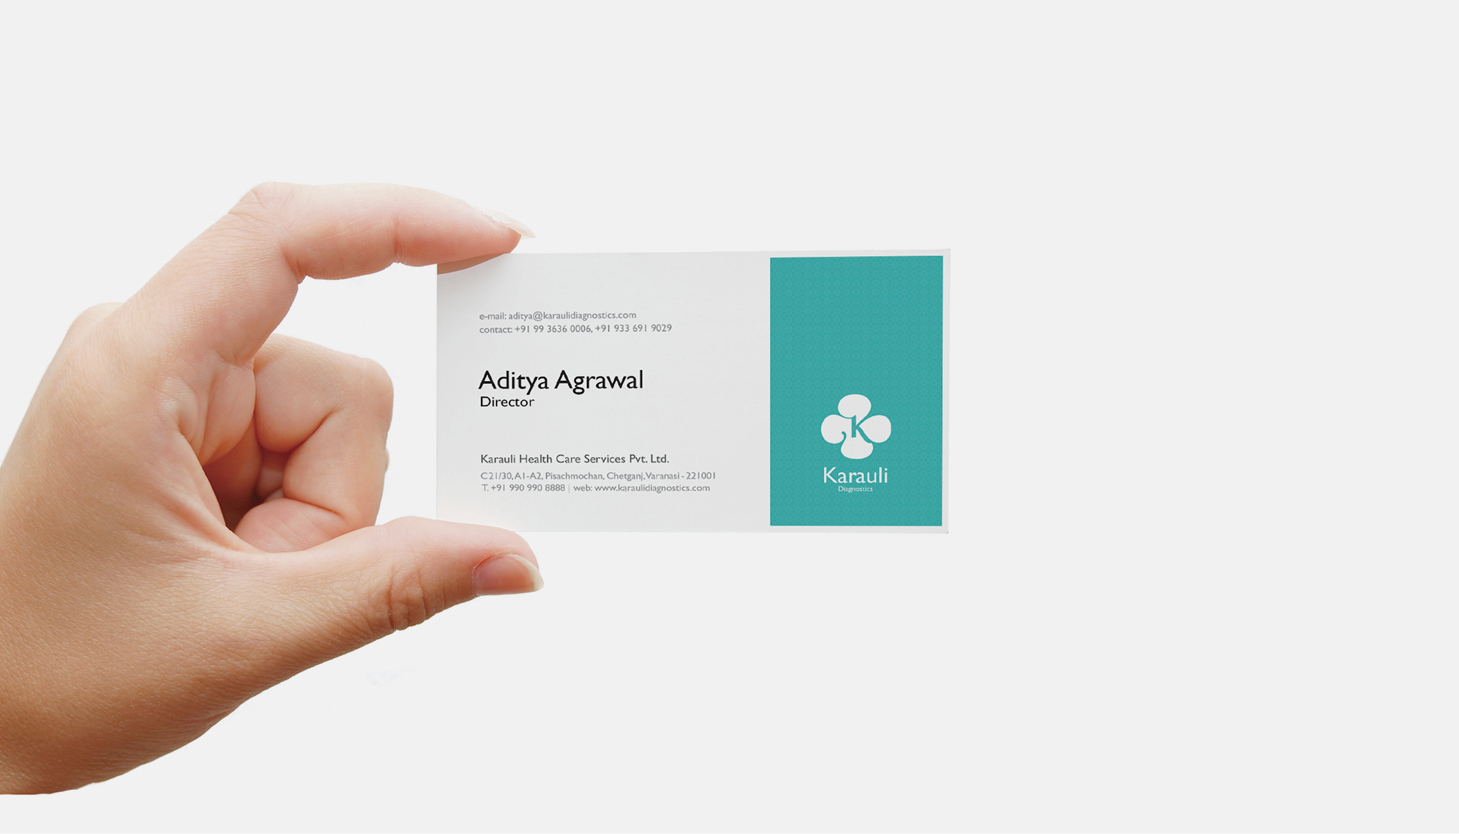 e-mail: aditya@karaulidiagnostics.com
contact: +91 99 3636 0006, +91 933 691 9029
Aditya Agrawal
Director
Karauli Health Care Services Pvt. Ltd.
C21/30, A1-A2, Pisachmochan, Chetganj, Varanasi - 221001
T. +91 990 990 8888 | web: www.karaulidiagnostics.com
K
Karauli
Diagnostics